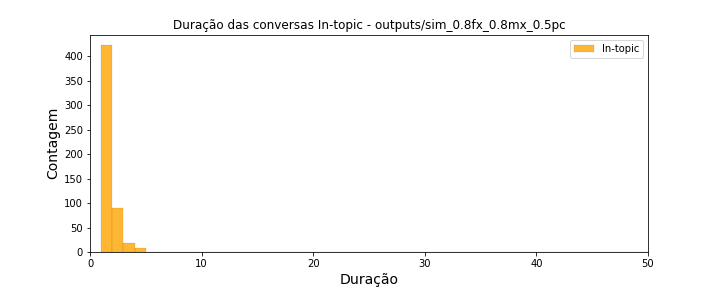 Duração das conversas In-topic - outputs/sim_0.8fx_0.8mx_0.5pc
In-topic
Contagem
400
350
300
250
200
150
100
50
0
0 10 20 30 40 50
Duração